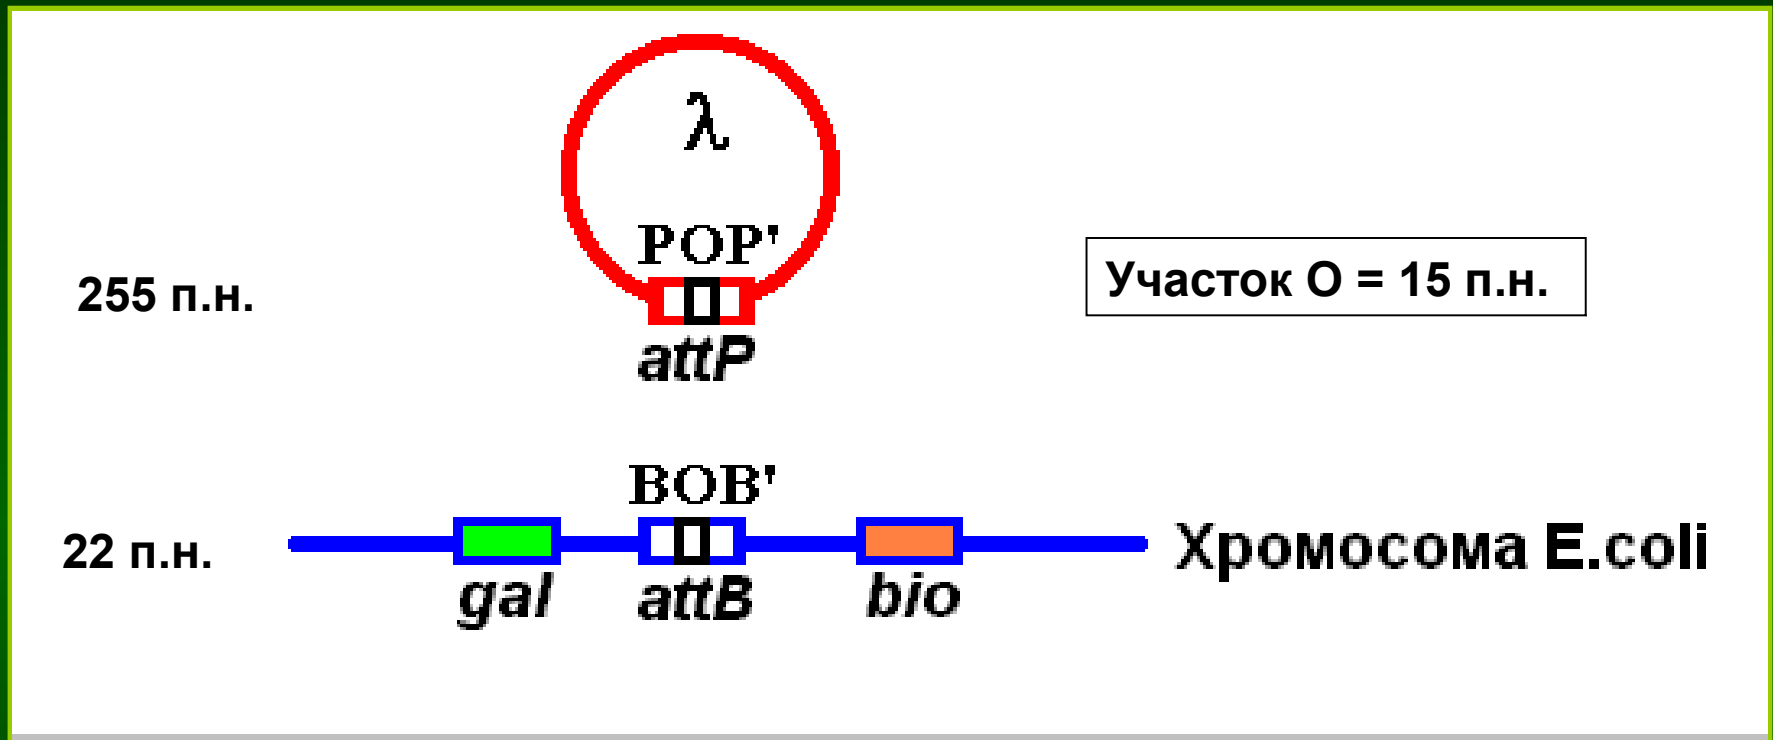 λ
POP'
255 п.н.
Участок О = 15 п.н.
attP
BOB'
22 п.н.
Хромосома E.coli
gal attB bio